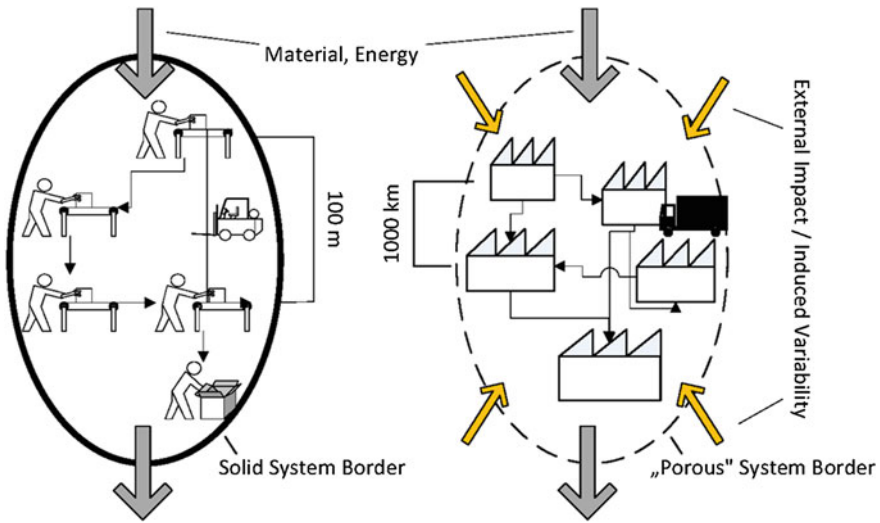 Material, Energy
100 m
Solid System Border
1000 km
External Impact / Induced Variability
„Porous" System Border